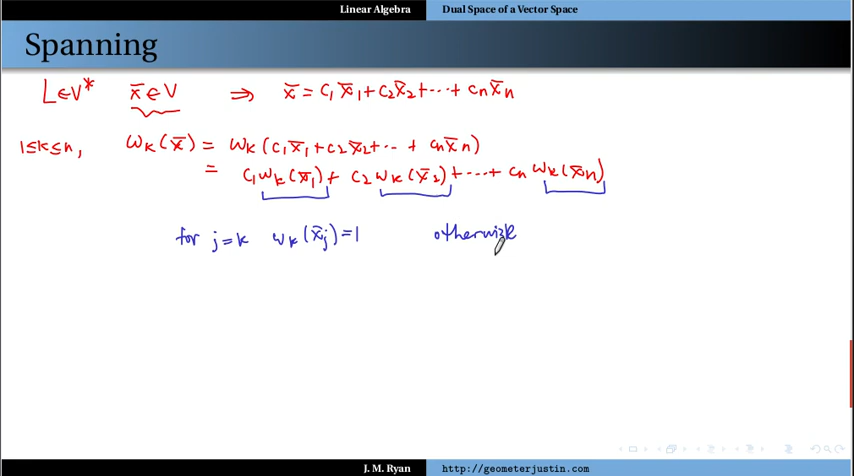 Linear Algebra Dual Space of a Vector Space
Spanning
L∈V* x̄∈V ⇒ x̄ = c₁x̄₁+c₂x̄₂+⋯+cₙx̄ₙ
1≤k≤n, ωₖ(x̄) = ωₖ(c₁x̄₁+c₂x̄₂+⋯+cₙx̄ₙ)
= c₁ωₖ(x̄₁)+c₂ωₖ(x̄₂)+⋯+cₙωₖ(x̄ₙ)
for j=k ωₖ(x̄ⱼ)=1 otherwize
J. M. Ryan http://geometerjustin.com